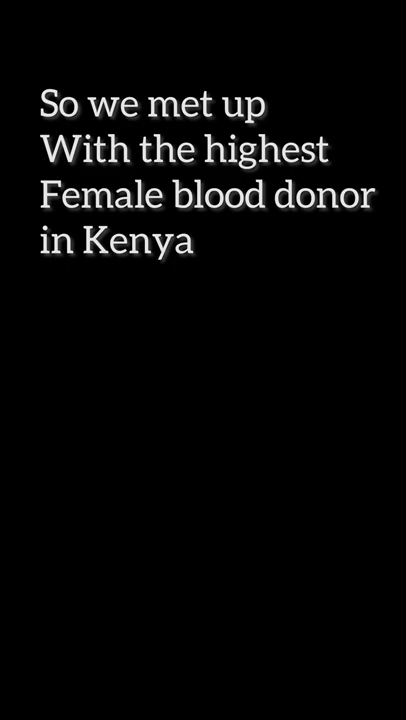 So we met up
With the highest
Female blood donor
in Kenya